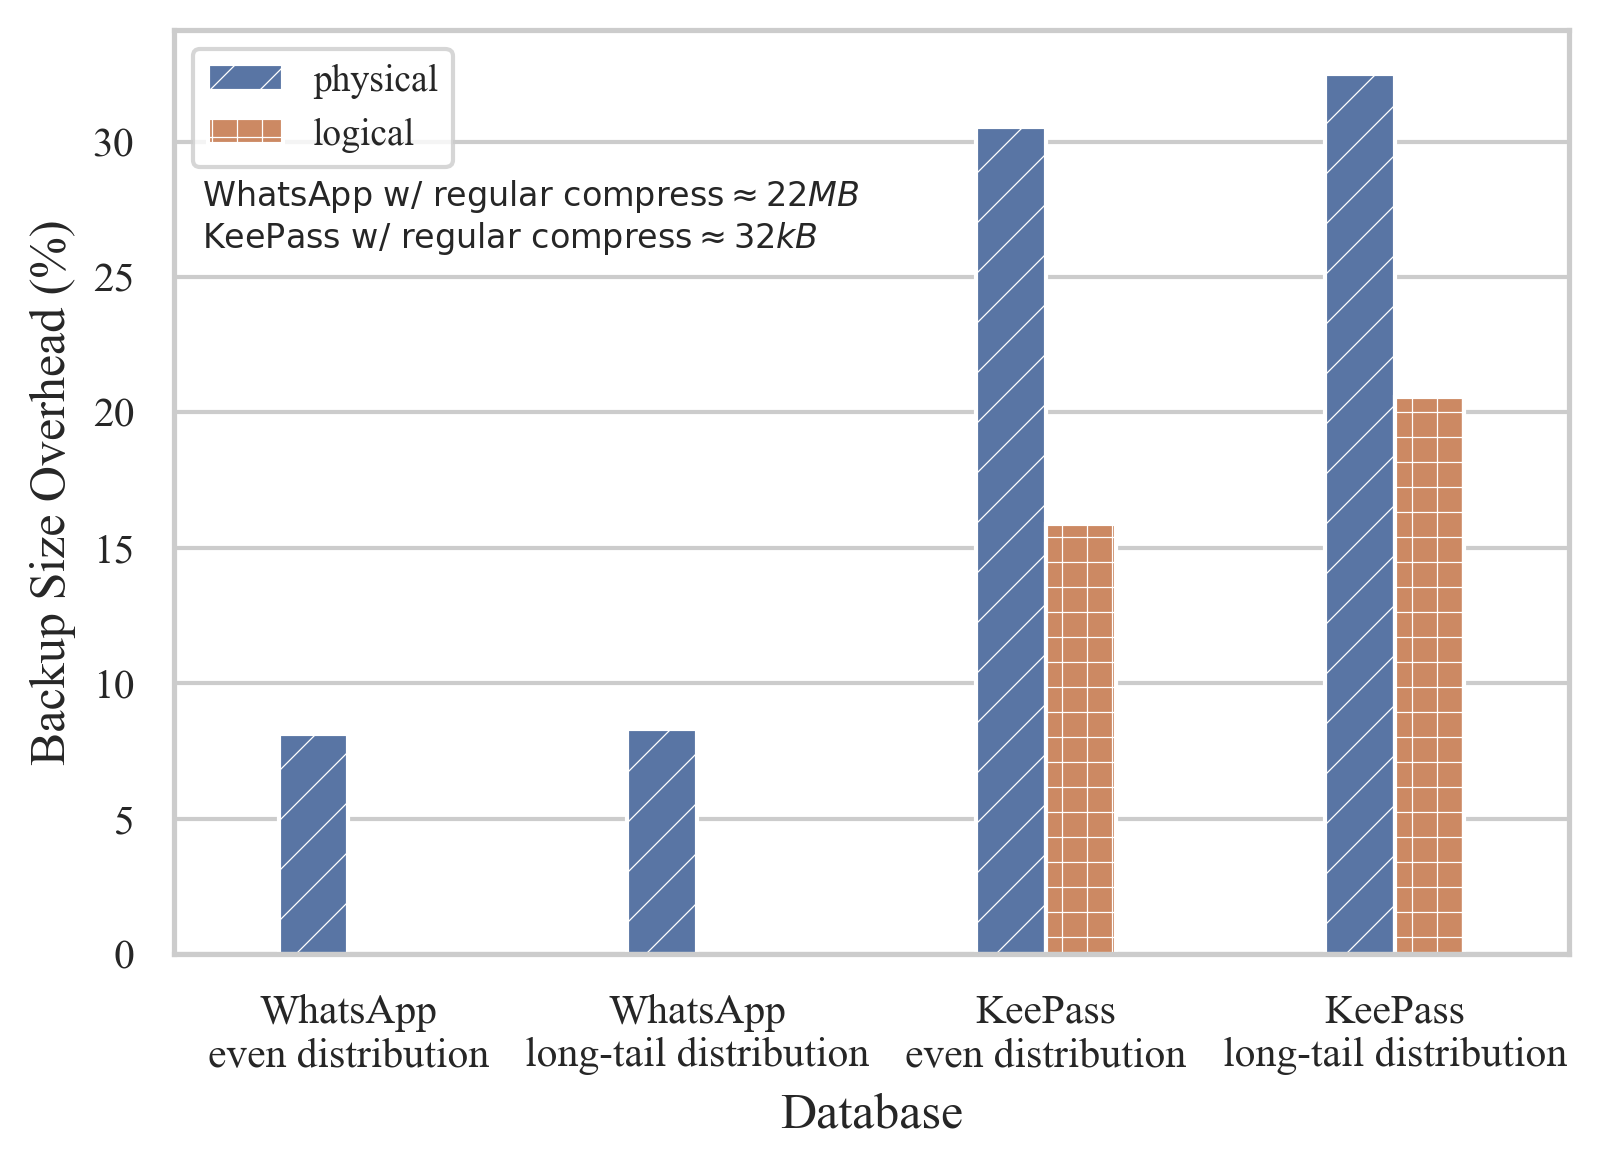 physical
logical
WhatsApp w/ regular compress ≈ 22MB
KeePass w/ regular compress ≈ 32kB
Backup Size Overhead (%)
30
25
20
15
10
5
0
WhatsApp
even distribution
WhatsApp
long-tail distribution
KeePass
even distribution
KeePass
long-tail distribution
Database